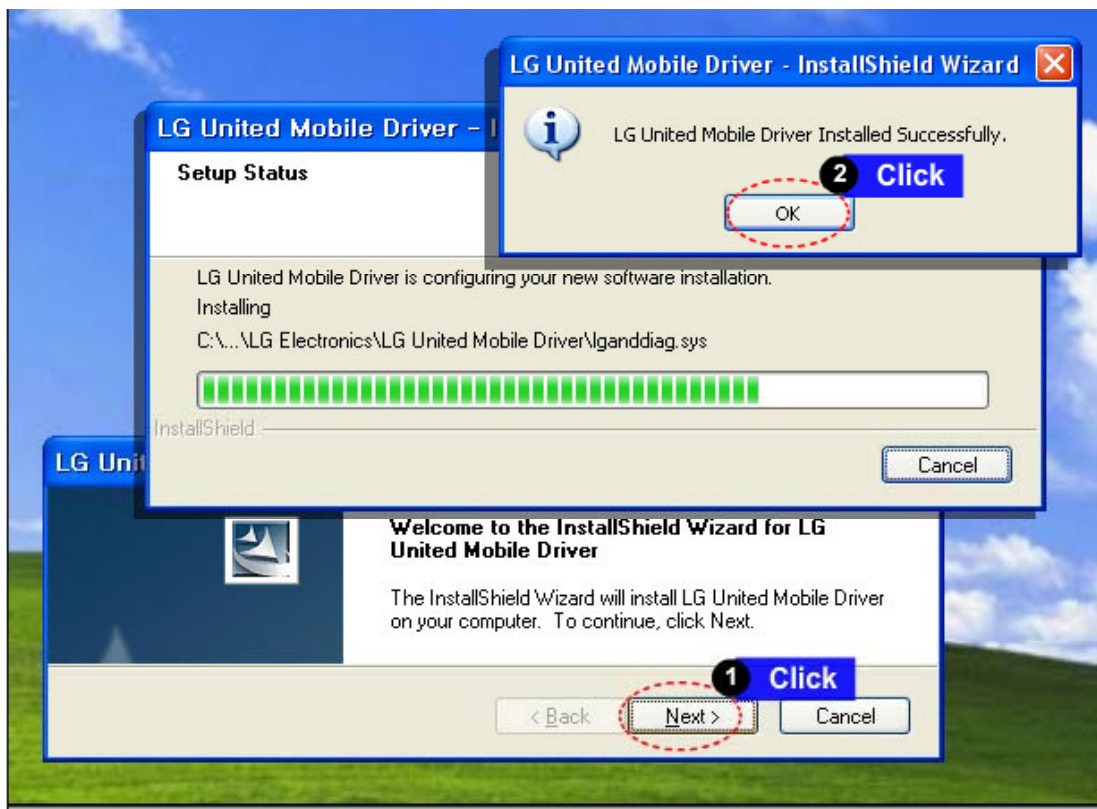 LG United Mobile Driver - InstallShield Wizard
LG United Mobile Driver Installed Successfully.
2 Click
OK
LG United Mobile Driver - I
Setup Status
LG United Mobile Driver is configuring your new software installation.
Installing
C:\...\LG Electronics\LG United Mobile Driver\lganddiag.sys
InstallShield
Cancel
LG Unit
Welcome to the InstallShield Wizard for LG
United Mobile Driver
The InstallShield Wizard will install LG United Mobile Driver
on your computer. To continue, click Next.
1 Click
< Back
Next >
Cancel